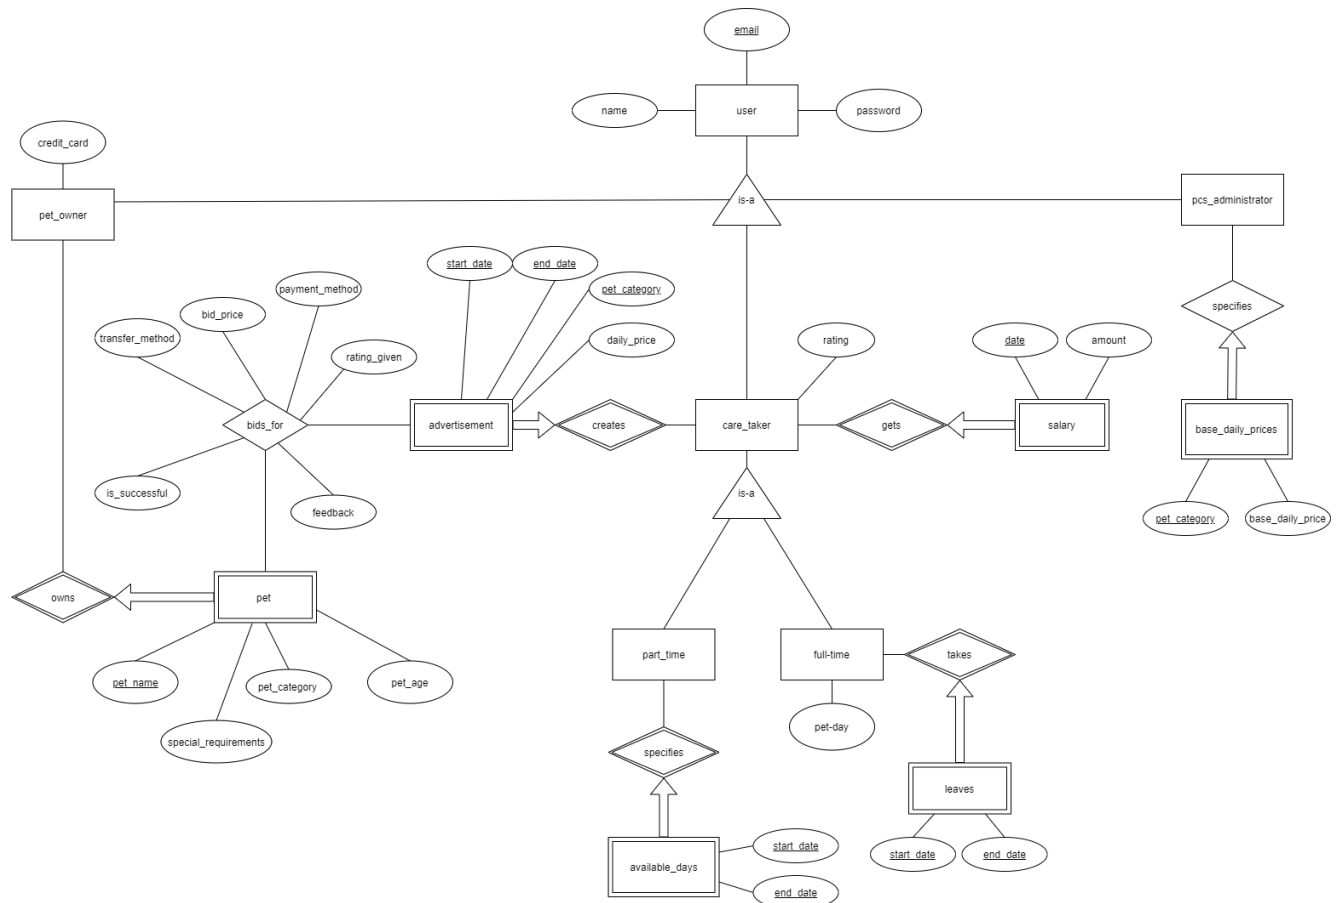 email
name
user
password
credit_card
pet_owner
is-a
pcs_administrator
start_date
end_date
payment_method
pet_category
bid_price
specifies
transfer_method
rating_given
daily_price
rating
date
amount
bids_for
advertisement
creates
care_taker
gets
salary
base_daily_prices
is_successful
feedback
is-a
pet_category
base_daily_price
owns
pet
part_time
full-time
takes
pet_name
pet_category
pet_age
special_requirements
pet-day
specifies
leaves
start_date
start_date
end_date
available_days
end_date